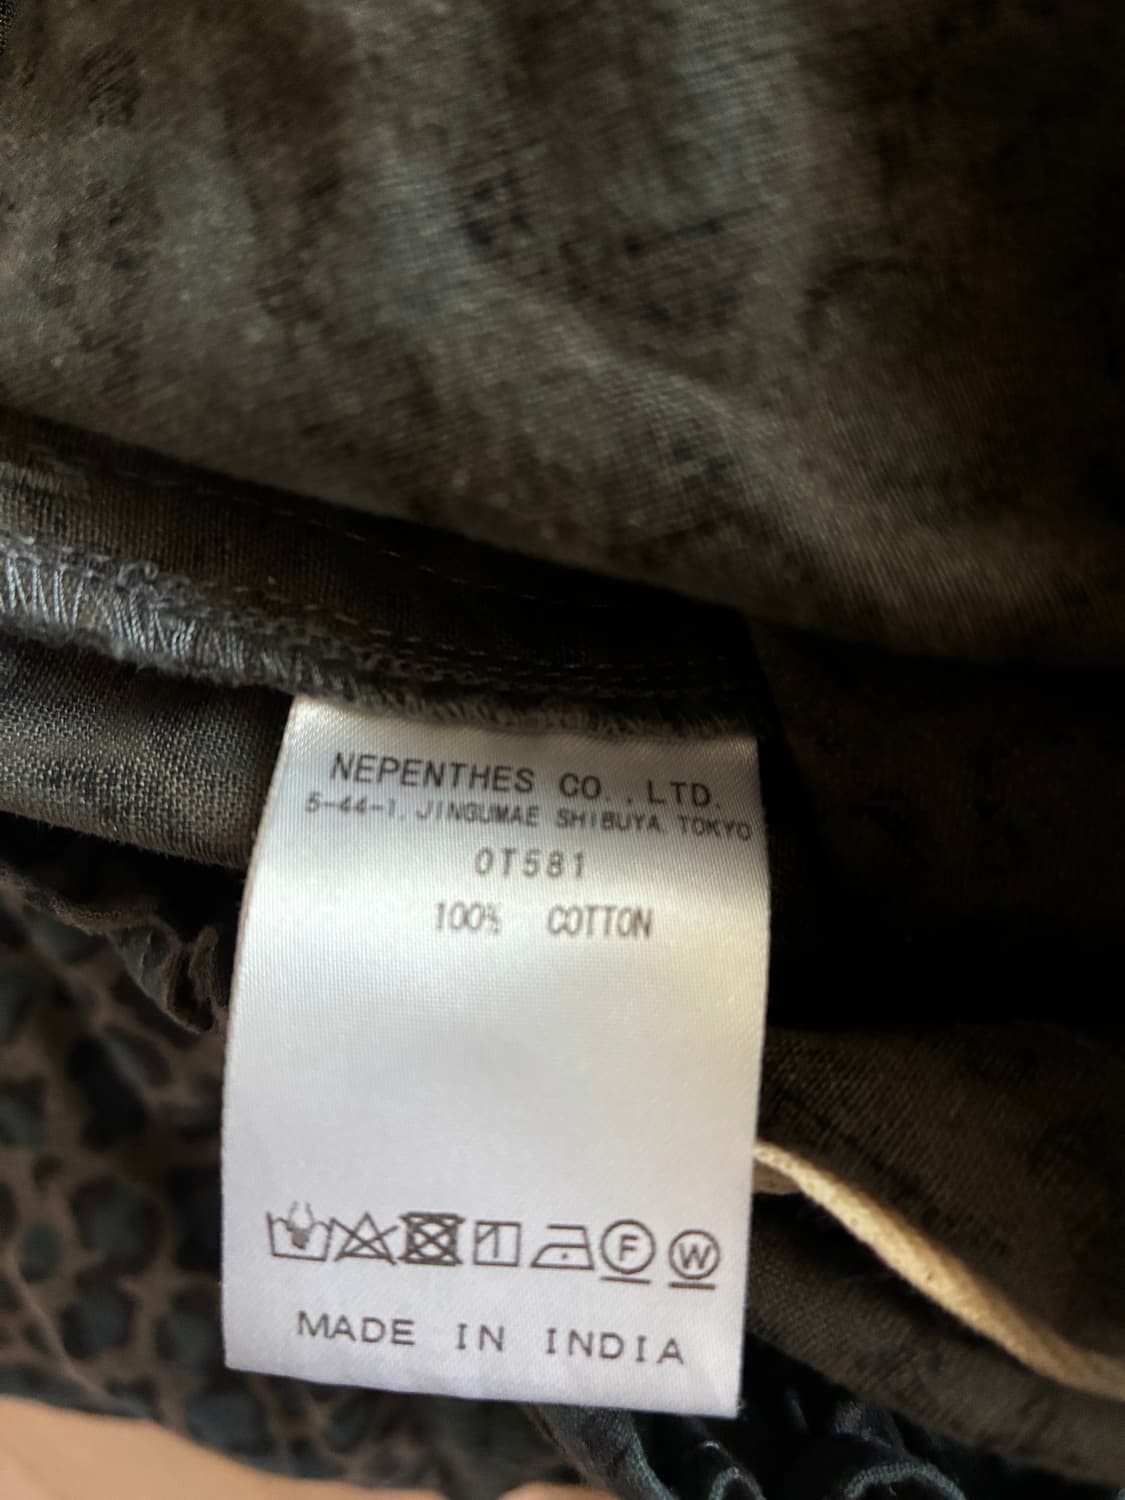 NEPENTHES CO., LTD.
5-44-1, JINGUMAE SHIBUYA TOKYO
OT581
100% COTTON
F W
MADE IN INDIA